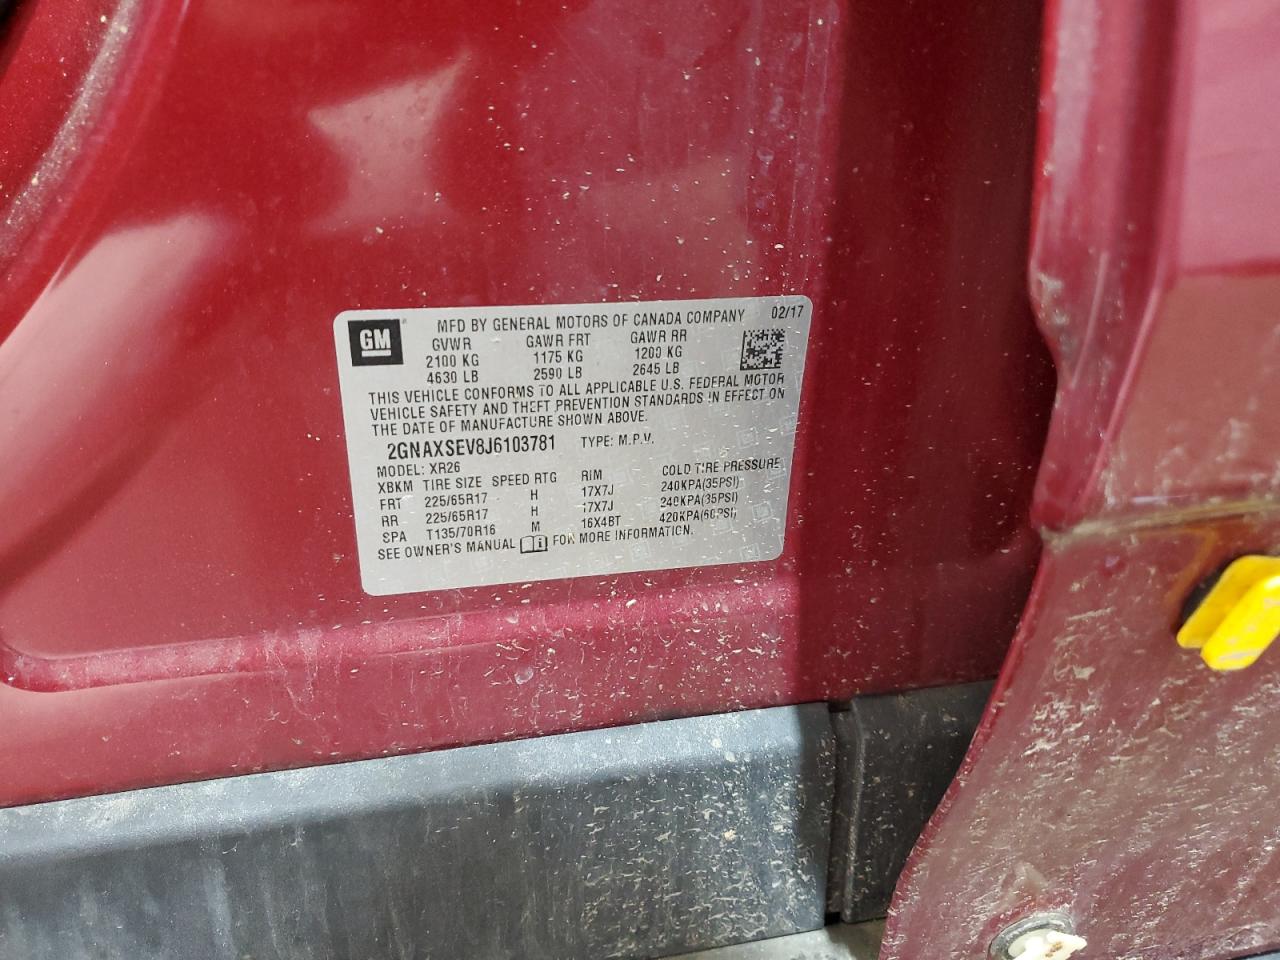 GM MFD BY GENERAL MOTORS OF CANADA COMPANY 02/17
GVWR GAWR FRT GAWR RR
2100 KG 1175 KG 1200 KG
4630 LB 2590 LB 2645 LB
THIS VEHICLE CONFORMS TO ALL APPLICABLE U.S. FEDERAL MOTOR
VEHICLE SAFETY AND THEFT PREVENTION STANDARDS IN EFFECT ON
THE DATE OF MANUFACTURE SHOWN ABOVE.
2GNAXSEV8J6103781 TYPE: M.P.V.
MODEL: XR26
XBKM TIRE SIZE SPEED RTG RIM COLD TIRE PRESSURE
FRT 225/65R17 H 17X7J 240KPA(35PSI)
RR 225/65R17 H 17X7J 240KPA(35PSI)
SPA T135/70R16 M 16X4BT 420KPA(60PSI)
SEE OWNER'S MANUAL i FOR MORE INFORMATION.